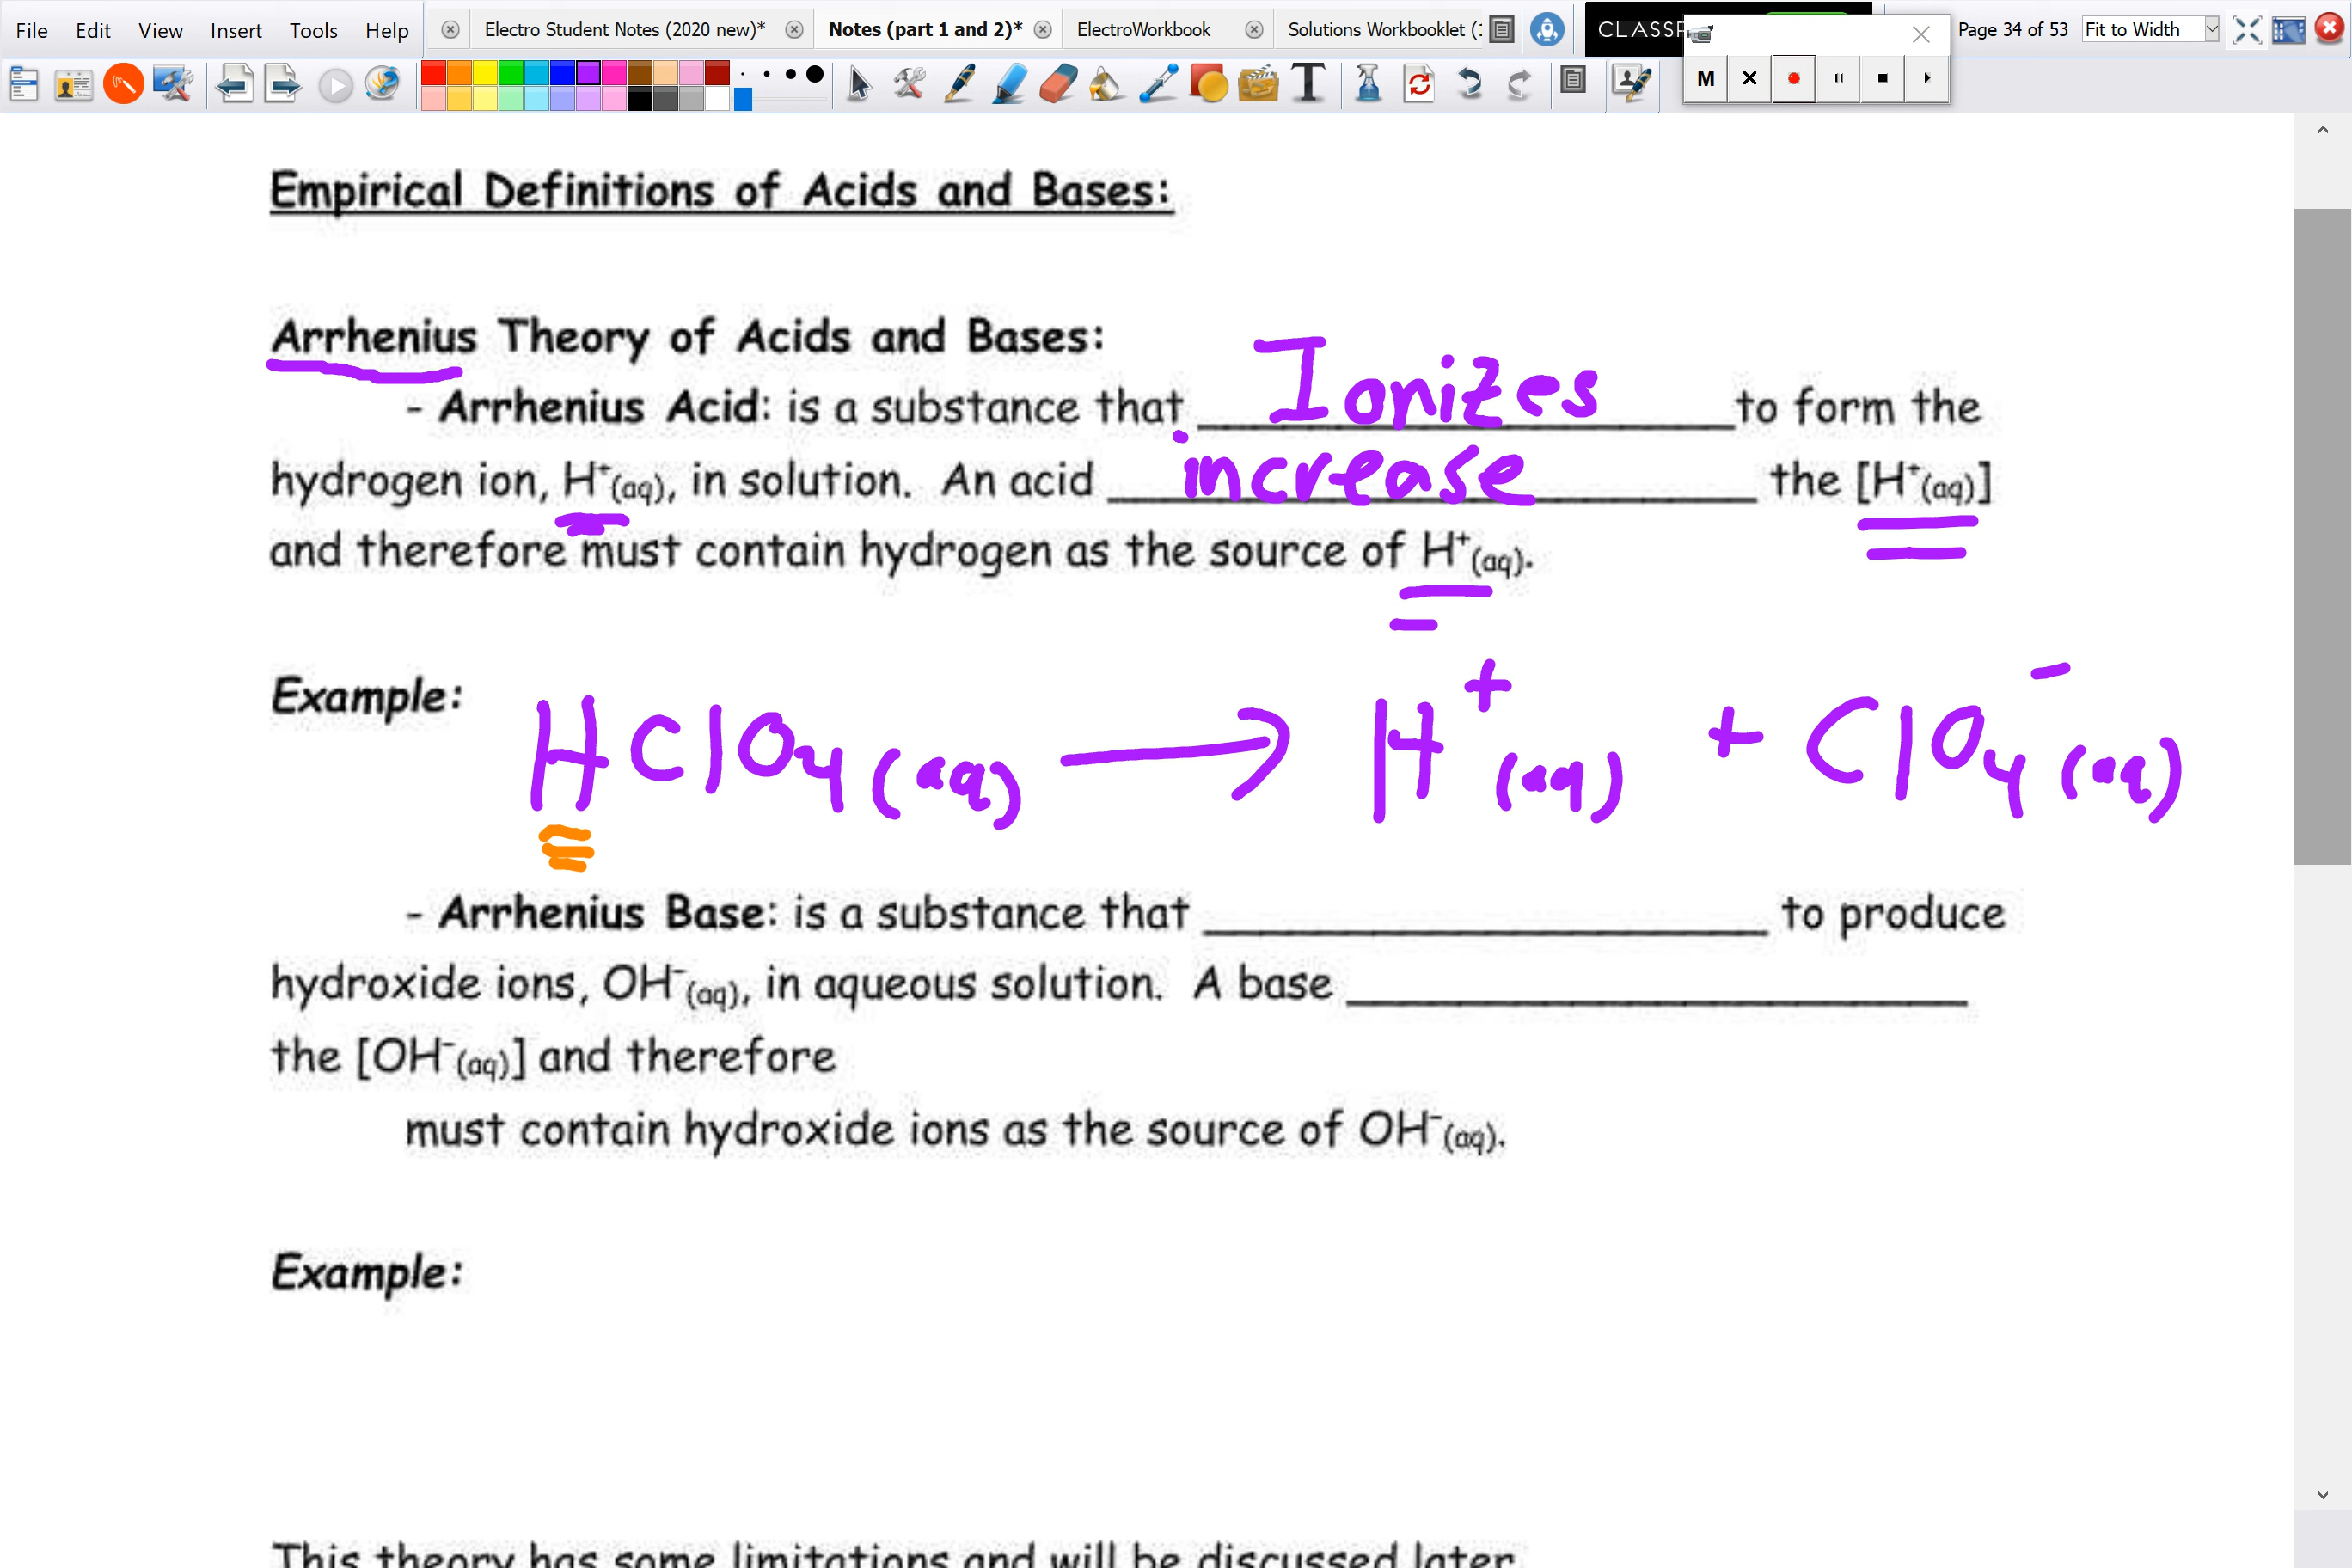 File Edit View Insert Tools Help Electro Student Notes (2020 new)* Notes (part 1 and 2)* ElectroWorkbook Solutions Workbooklet (1 Page 34 of 53 Fit to Width
M
Empirical Definitions of Acids and Bases:
Arrhenius Theory of Acids and Bases:
- Arrhenius Acid: is a substance that Ionizes to form the
hydrogen ion, H⁺(aq), in solution. An acid increase the [H⁺(aq)]
and therefore must contain hydrogen as the source of H⁺(aq).
Example: HClO₄(aq) → H⁺(aq) + ClO₄⁻(aq)
- Arrhenius Base: is a substance that ____________________ to produce
hydroxide ions, OH⁻(aq), in aqueous solution. A base ____________________
the [OH⁻(aq)] and therefore
must contain hydroxide ions as the source of OH⁻(aq).
Example:
This theory has some limitations and will be discussed later.